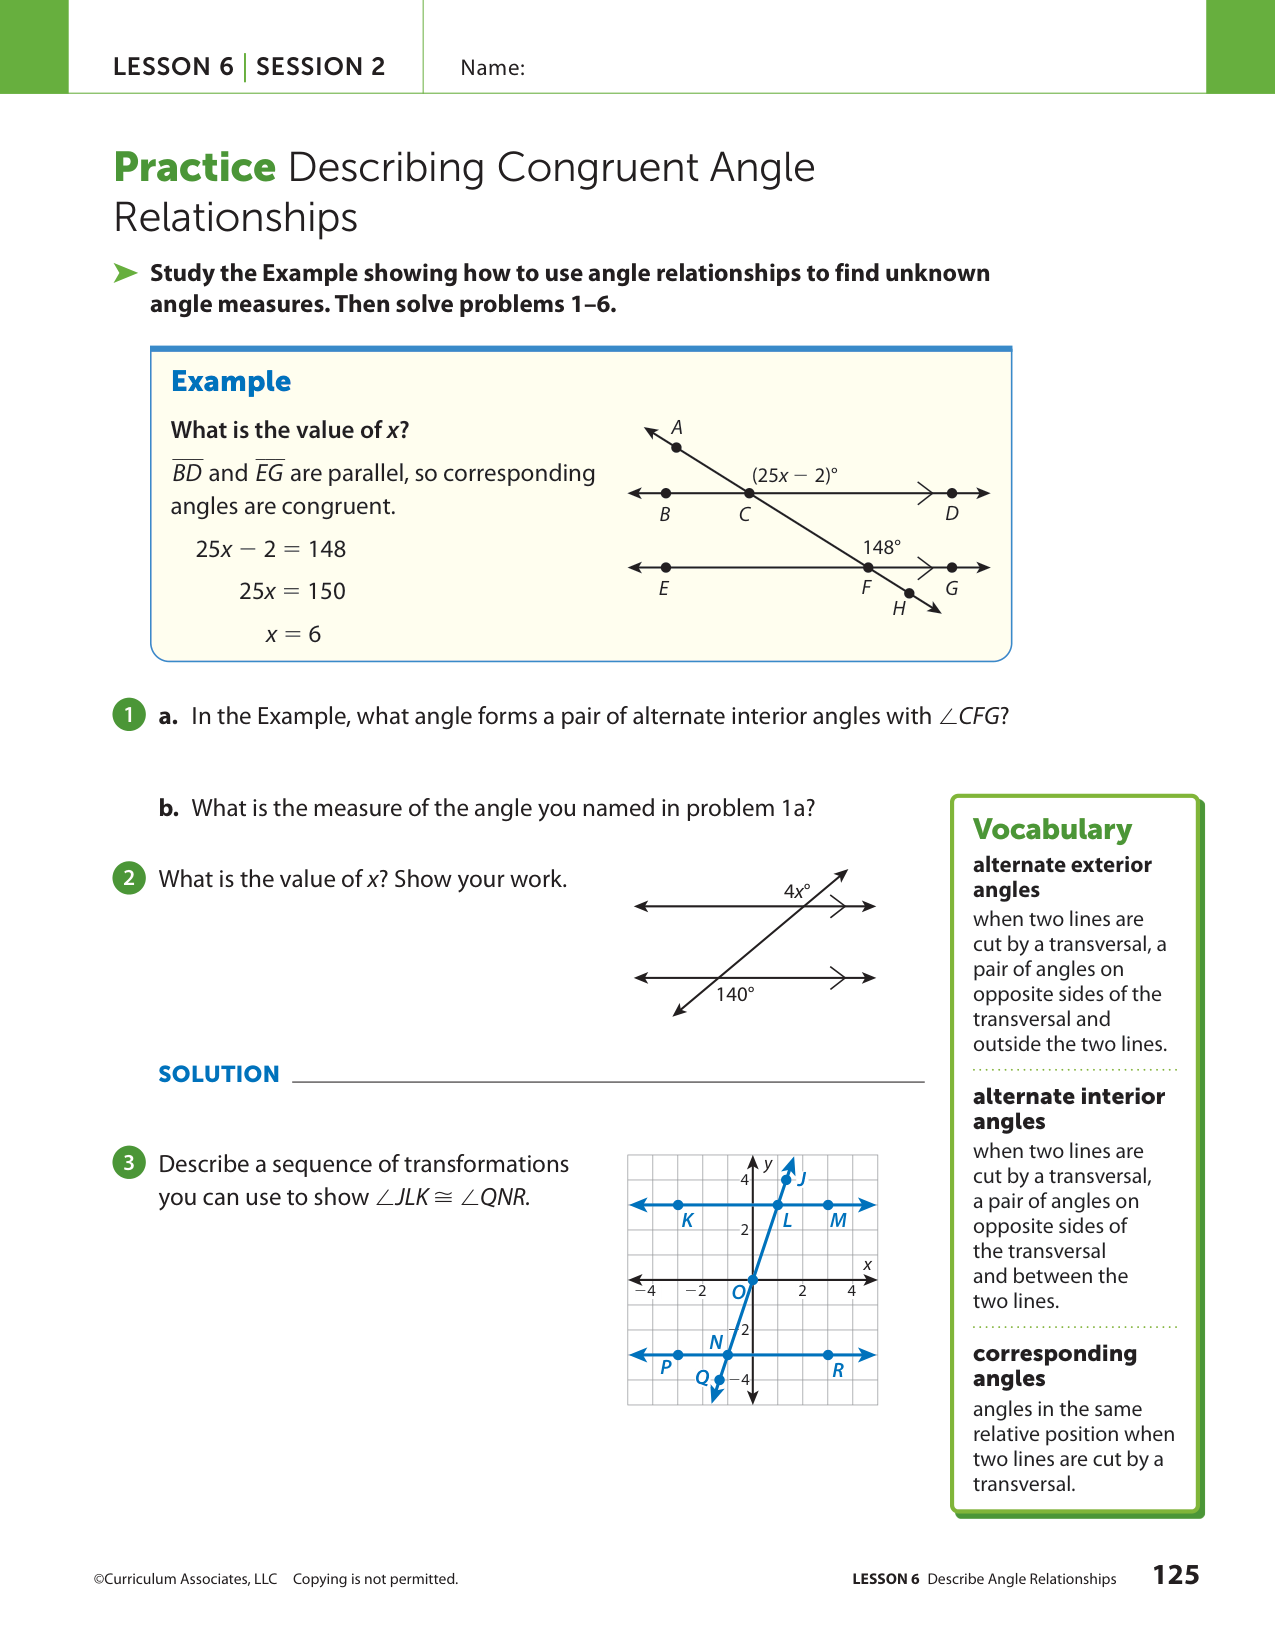 LESSON 6 | SESSION 2
Name:
Practice Describing Congruent Angle
Relationships
➤ Study the Example showing how to use angle relationships to find unknown
angle measures. Then solve problems 1–6.
Example
What is the value of x?
BD and EG are parallel, so corresponding
angles are congruent.
25x − 2 = 148
25x = 150
x = 6
A
(25x − 2)°
B
C
D
148°
E
F
G
H
1 a. In the Example, what angle forms a pair of alternate interior angles with ∠CFG?
b. What is the measure of the angle you named in problem 1a?
2 What is the value of x? Show your work.
4x°
140°
SOLUTION
3 Describe a sequence of transformations
you can use to show ∠JLK ≅ ∠QNR.
y
4
J
K
L
M
2
x
−4
−2
O
2
4
−2
N
P
Q
−4
R
Vocabulary
alternate exterior
angles
when two lines are
cut by a transversal, a
pair of angles on
opposite sides of the
transversal and
outside the two lines.
alternate interior
angles
when two lines are
cut by a transversal,
a pair of angles on
opposite sides of
the transversal
and between the
two lines.
corresponding
angles
angles in the same
relative position when
two lines are cut by a
transversal.
©Curriculum Associates, LLC Copying is not permitted.
LESSON 6 Describe Angle Relationships 125